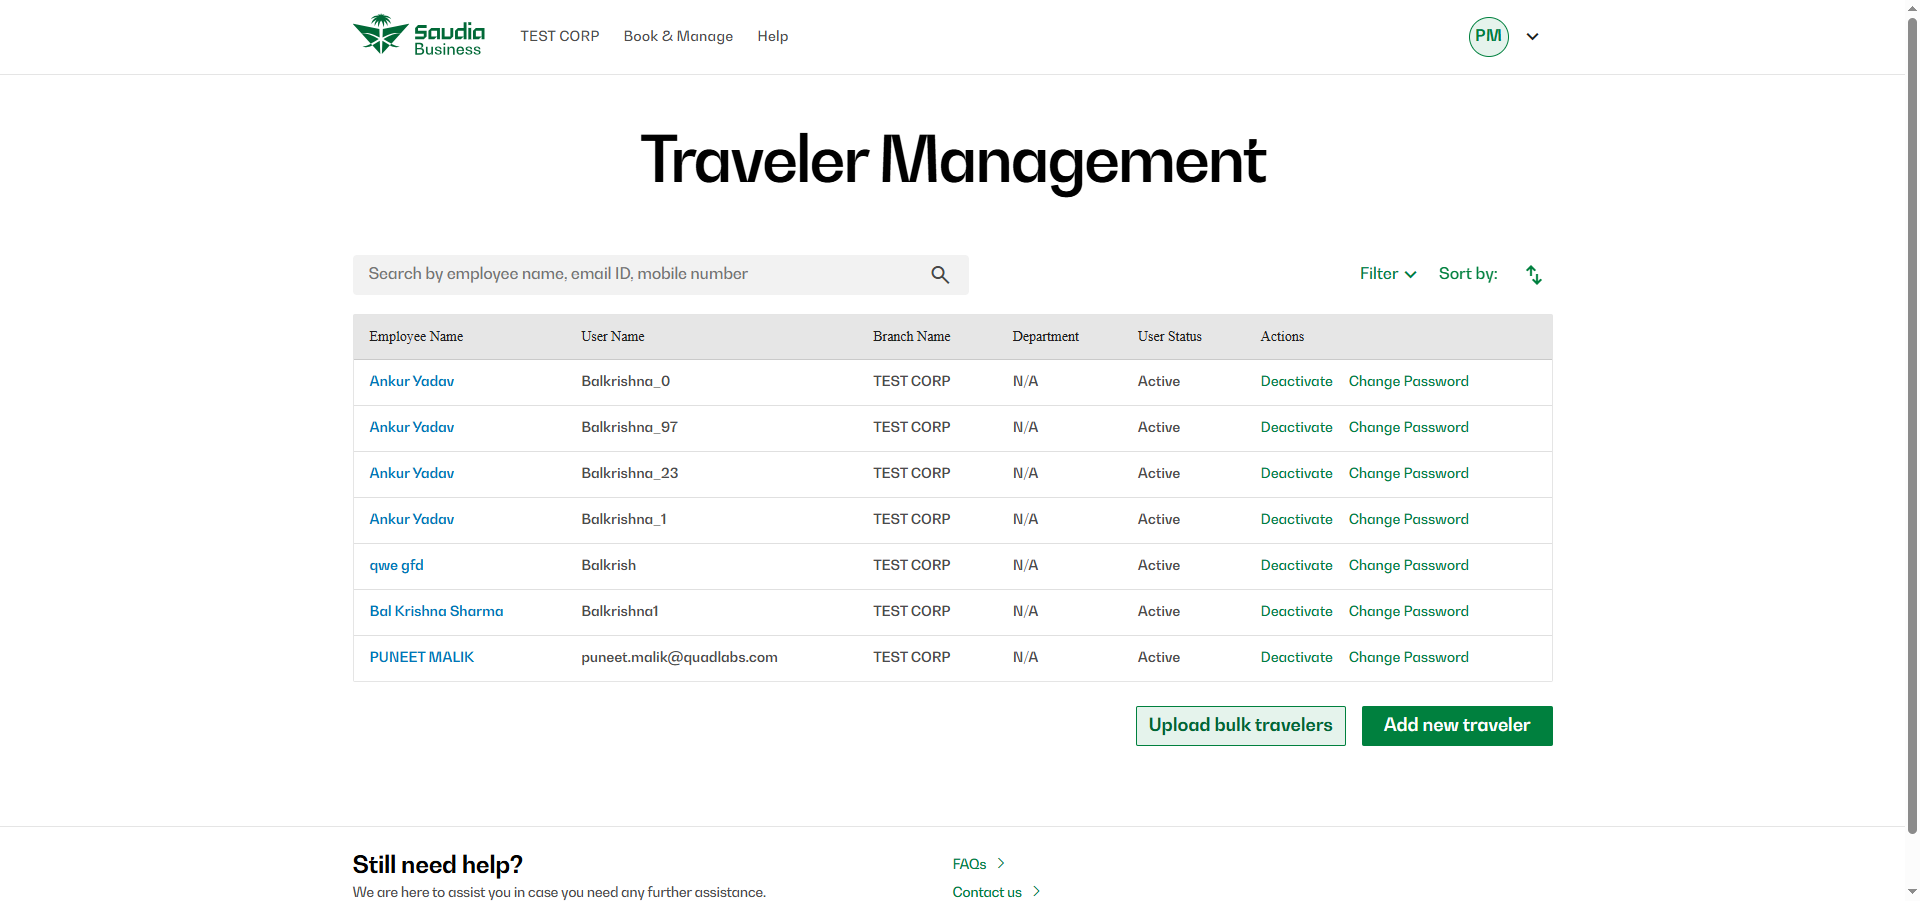 Saudia
Business
TEST CORP Book & Manage Help
PM
Traveler Management
Search by employee name, email ID, mobile number
Filter Sort by:
Employee Name User Name Branch Name Department User Status Actions
Ankur Yadav Balkrishna_0 TEST CORP N/A Active Deactivate Change Password
Ankur Yadav Balkrishna_97 TEST CORP N/A Active Deactivate Change Password
Ankur Yadav Balkrishna_23 TEST CORP N/A Active Deactivate Change Password
Ankur Yadav Balkrishna_1 TEST CORP N/A Active Deactivate Change Password
qwe gfd Balkrish TEST CORP N/A Active Deactivate Change Password
Bal Krishna Sharma Balkrishna1 TEST CORP N/A Active Deactivate Change Password
PUNEET MALIK puneet.malik@quadlabs.com TEST CORP N/A Active Deactivate Change Password
Upload bulk travelers Add new traveler
Still need help?
We are here to assist you in case you need any further assistance.
FAQs
Contact us